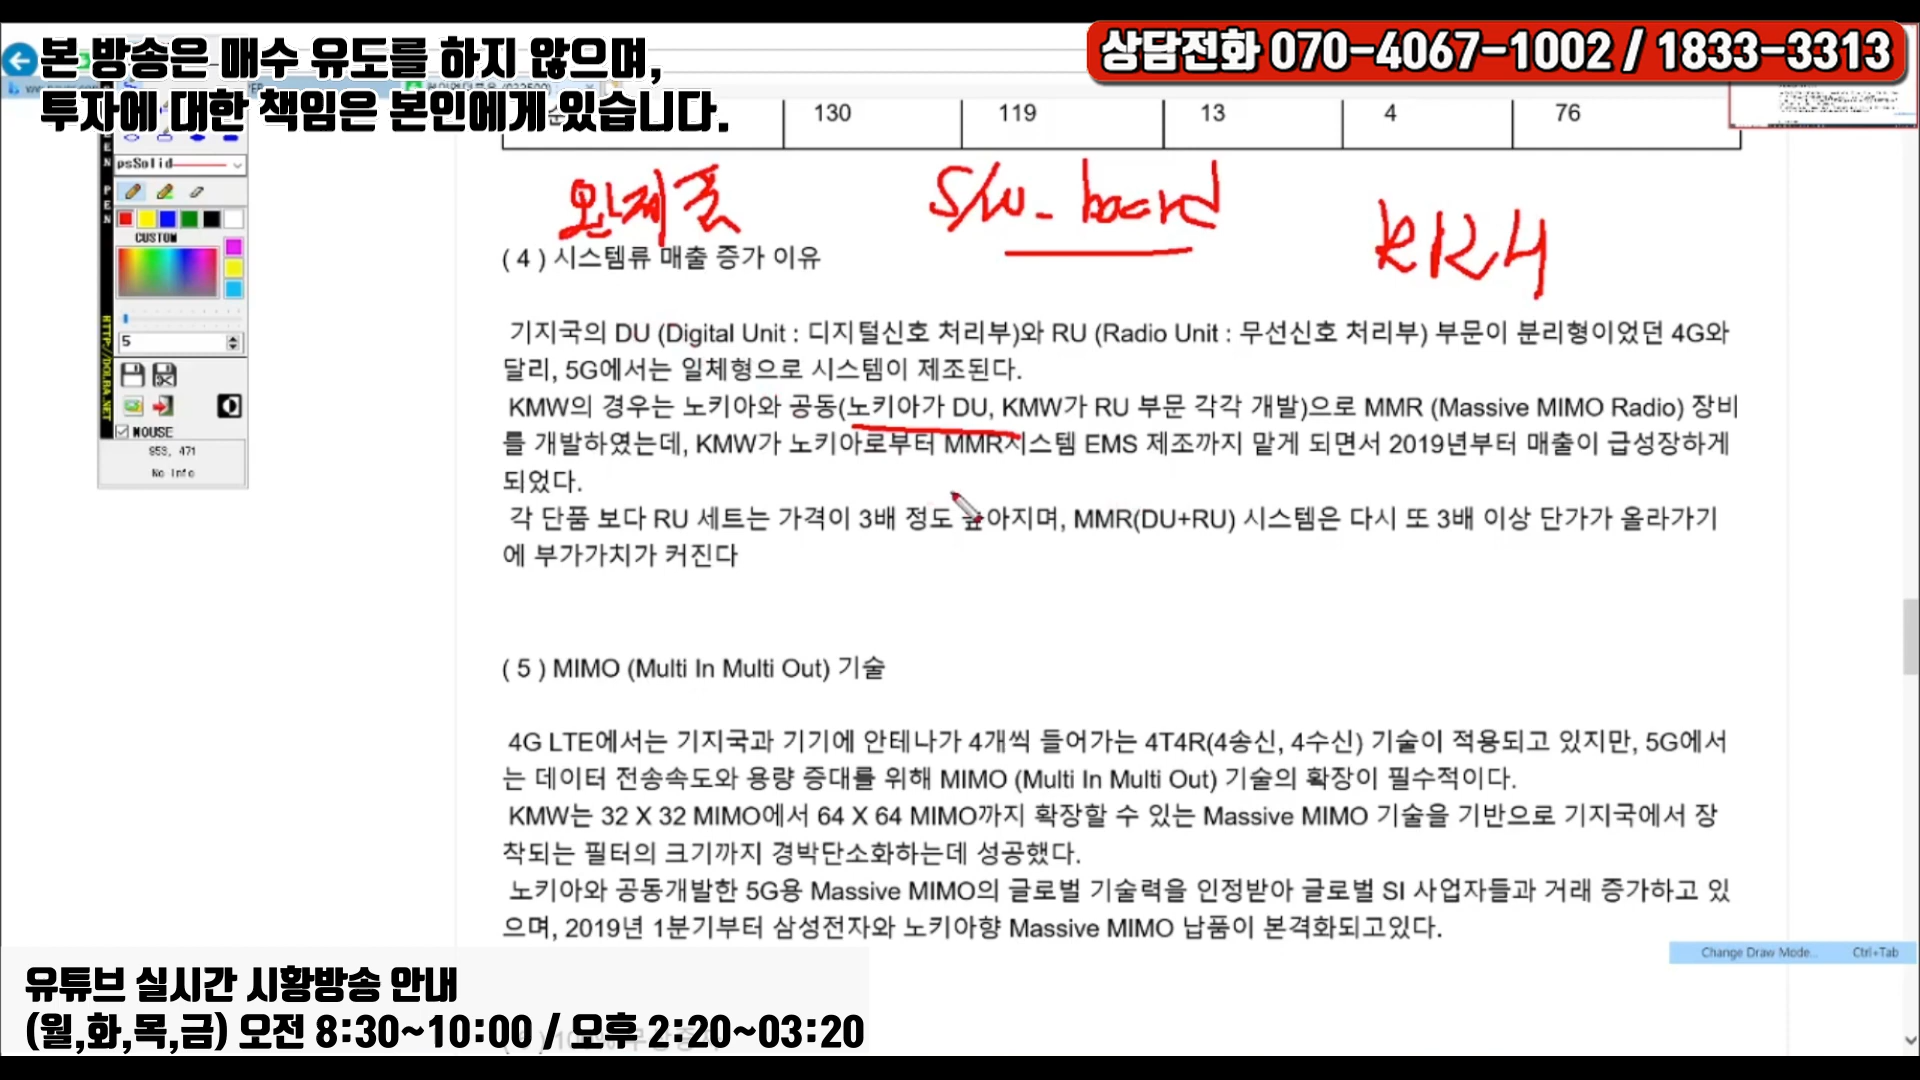 본 방송은 매수 유도를 하지 않으며,
투자에 대한 책임은 본인에게 있습니다.
상담전화 070-4067-1002 / 1833-3313
130 119 13 4 76
psSolid
CUSTOM
5
MOUSE
953, 471
No Info
HTTP://DOLBA.NET
완제품 S/W board
( 4 ) 시스템류 매출 증가 이유
기지국의 DU (Digital Unit : 디지털신호 처리부)와 RU (Radio Unit : 무선신호 처리부) 부문이 분리형이었던 4G와
달리, 5G에서는 일체형으로 시스템이 제조된다.
KMW의 경우는 노키아와 공동(노키아가 DU, KMW가 RU 부문 각각 개발)으로 MMR (Massive MIMO Radio) 장비
를 개발하였는데, KMW가 노키아로부터 MMR시스템 EMS 제조까지 맡게 되면서 2019년부터 매출이 급성장하게
되었다.
각 단품 보다 RU 세트는 가격이 3배 정도 높아지며, MMR(DU+RU) 시스템은 다시 또 3배 이상 단가가 올라가기
에 부가가치가 커진다
( 5 ) MIMO (Multi In Multi Out) 기술
4G LTE에서는 기지국과 기기에 안테나가 4개씩 들어가는 4T4R(4송신, 4수신) 기술이 적용되고 있지만, 5G에서
는 데이터 전송속도와 용량 증대를 위해 MIMO (Multi In Multi Out) 기술의 확장이 필수적이다.
KMW는 32 X 32 MIMO에서 64 X 64 MIMO까지 확장할 수 있는 Massive MIMO 기술을 기반으로 기지국에서 장
착되는 필터의 크기까지 경박단소화하는데 성공했다.
노키아와 공동개발한 5G용 Massive MIMO의 글로벌 기술력을 인정받아 글로벌 SI 사업자들과 거래 증가하고 있
으며, 2019년 1분기부터 삼성전자와 노키아향 Massive MIMO 납품이 본격화되고있다.
Change Draw Mode... Ctrl+Tab
유튜브 실시간 시황방송 안내
(월,화,목,금) 오전 8:30~10:00 / 오후 2:20~03:20